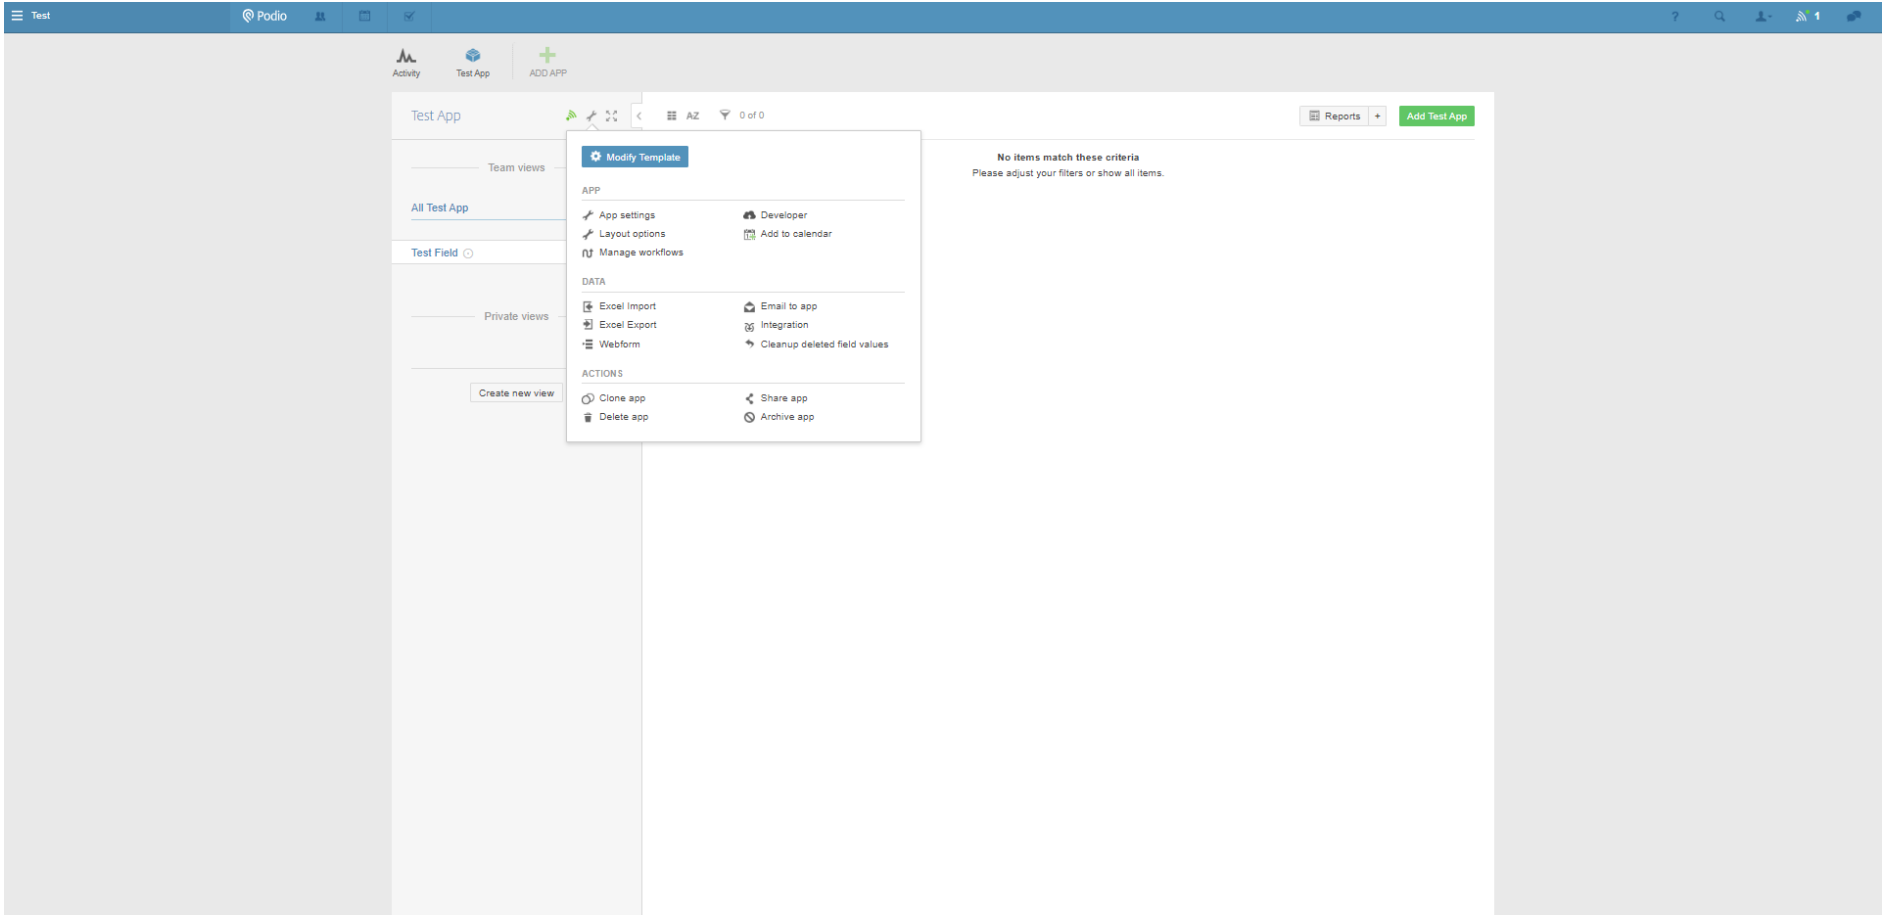 Test
Podio
? 1
Activity
Test App
ADD APP
Test App
AZ
0 of 0
Reports +
Add Test App
Team views
All Test App
Test Field
Private views
Create new view
Modify Template
APP
App settings
Developer
Layout options
Add to calendar
Manage workflows
DATA
Excel Import
Email to app
Excel Export
Integration
Webform
Cleanup deleted field values
ACTIONS
Clone app
Share app
Delete app
Archive app
No items match these criteria
Please adjust your filters or show all items.